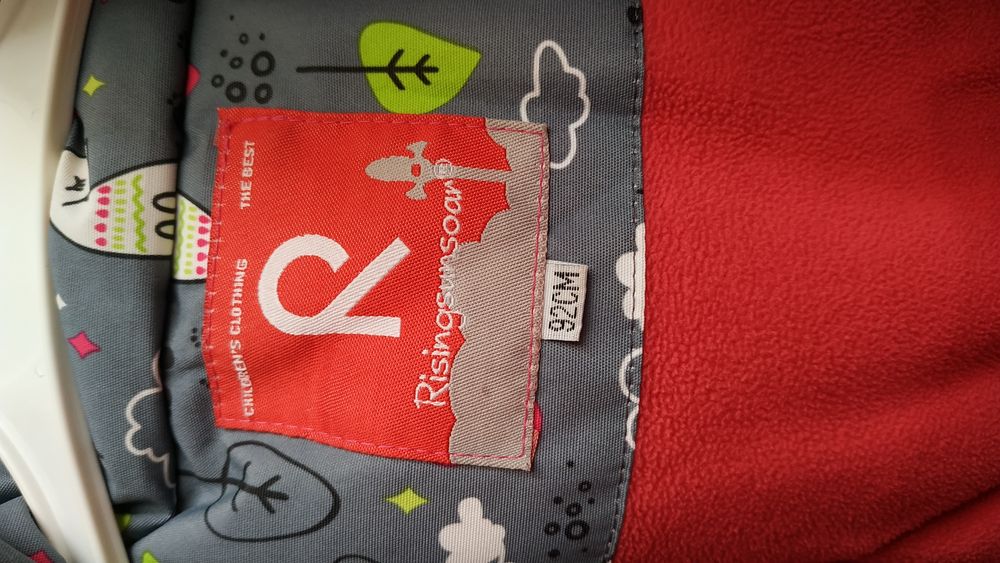 CHILDREN'S CLOTHING THE BEST
R
Risingsunsoar®
92CM